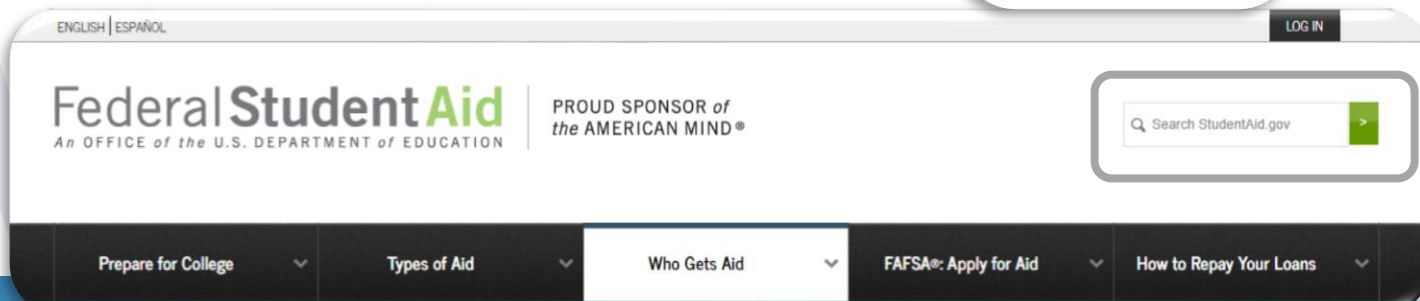 ENGLISH | ESPAÑOL
LOG IN
Federal Student Aid
An OFFICE of the U.S. DEPARTMENT of EDUCATION
PROUD SPONSOR of
the AMERICAN MIND®
Search StudentAid.gov
>
Prepare for College
Types of Aid
Who Gets Aid
FAFSA®: Apply for Aid
How to Repay Your Loans